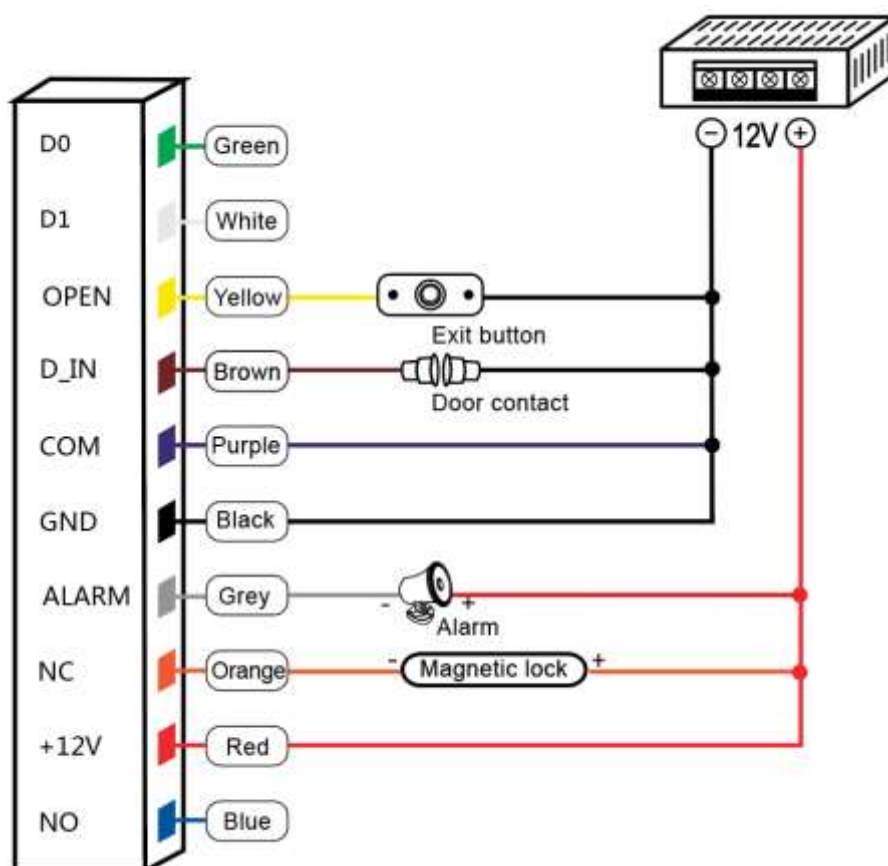 − 12V +
D0 Green
D1 White
OPEN Yellow
Exit button
D_IN Brown
Door contact
COM Purple
GND Black
ALARM Grey - +
Alarm
NC Orange - Magnetic lock +
+12V Red
NO Blue